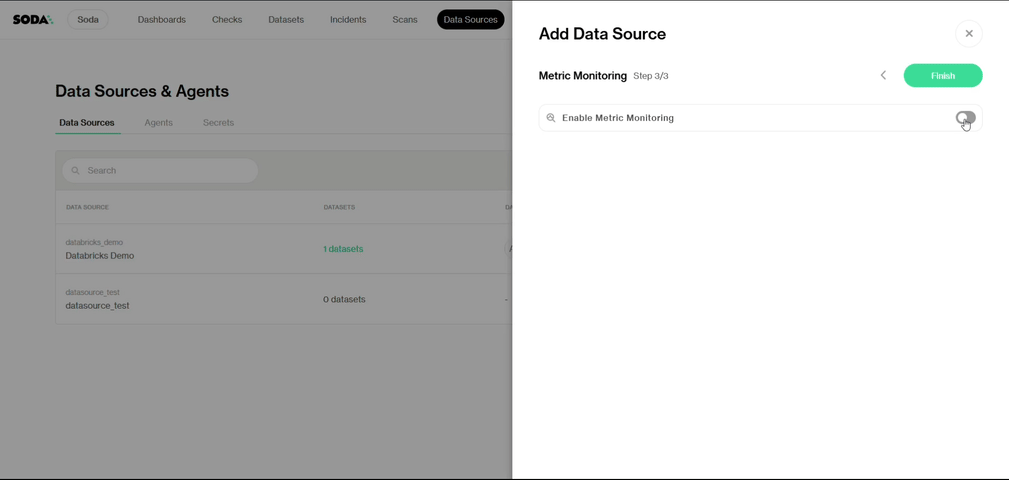 SODA Soda Dashboards Checks Datasets Incidents Scans Data Sources
Data Sources & Agents
Data Sources Agents Secrets
Search
DATA SOURCE DATASETS
databricks_demo
Databricks Demo 1 datasets
datasource_test
datasource_test 0 datasets -
Add Data Source
Metric Monitoring Step 3/3 Finish
Enable Metric Monitoring